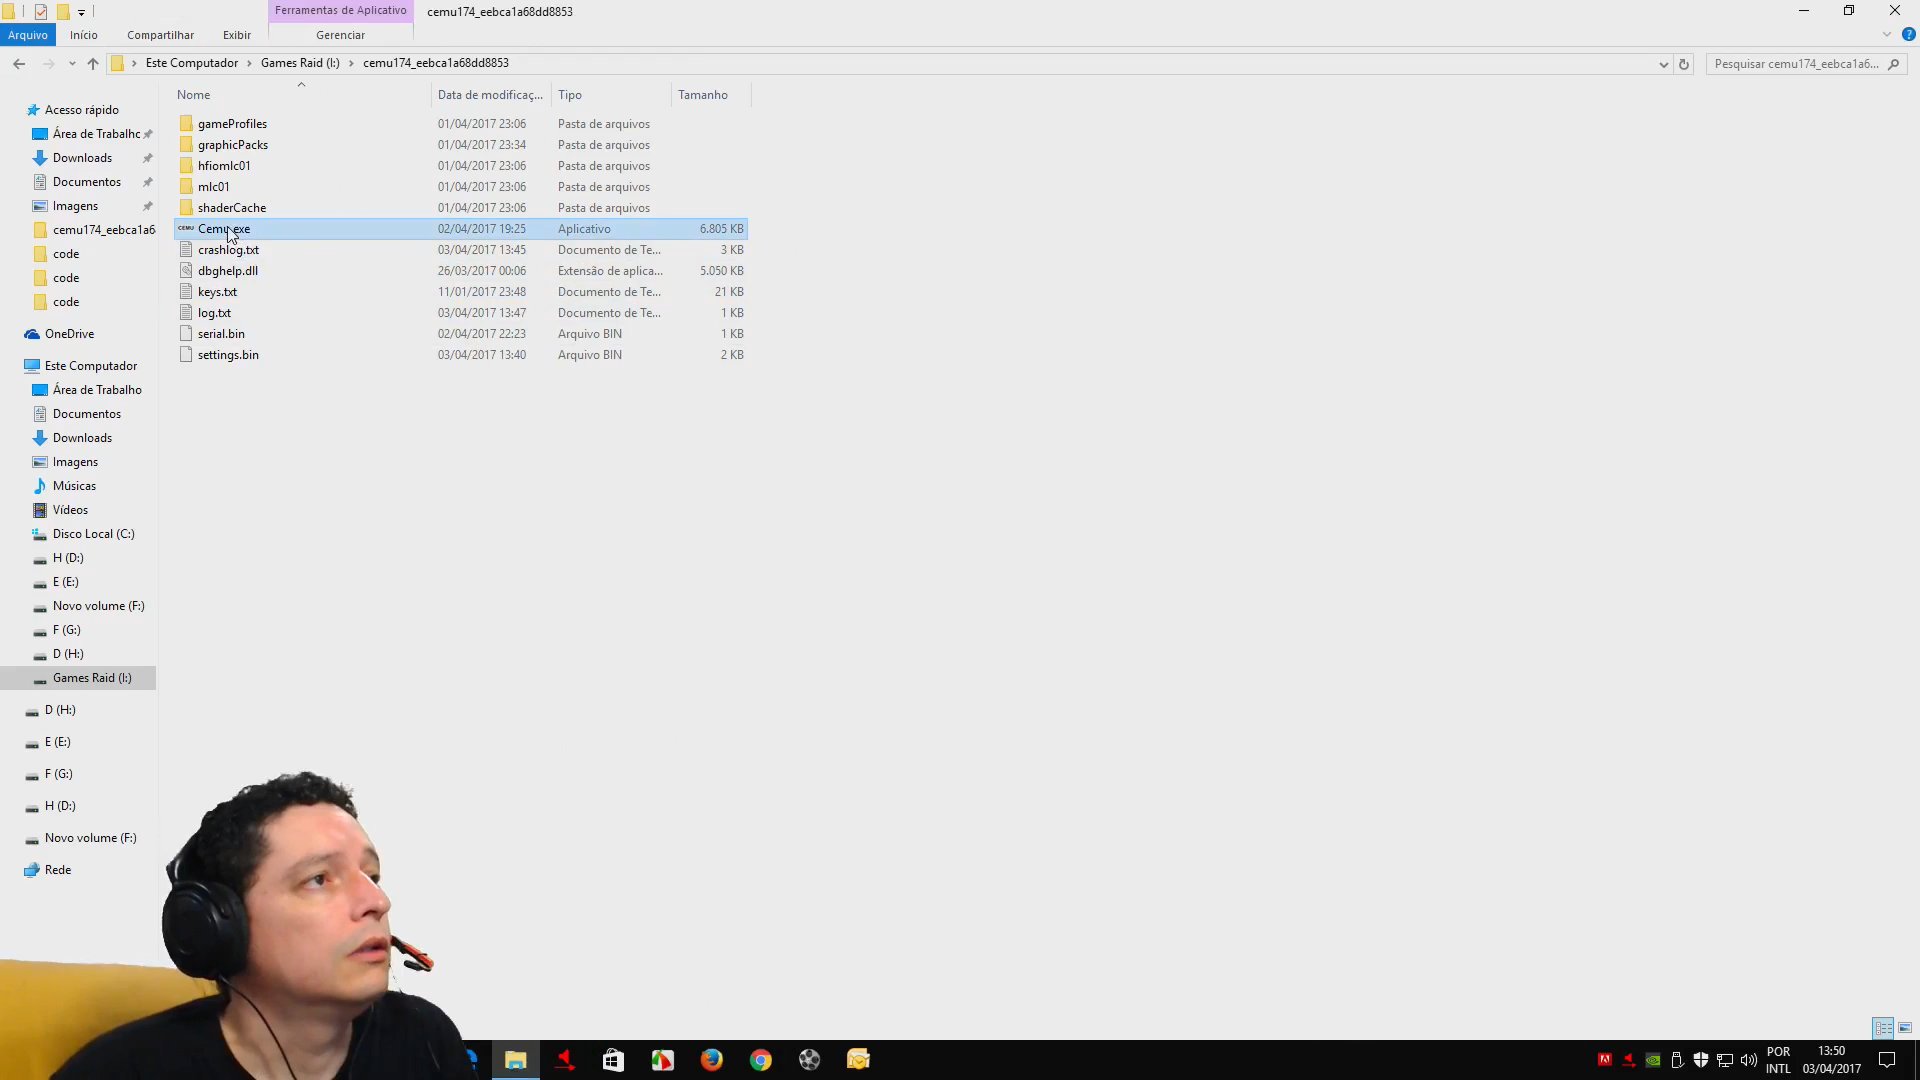 Ferramentas de Aplicativo
cemu174_eebca1a68dd8853
Arquivo
Início
Compartilhar
Exibir
Gerenciar
Este Computador
Games Raid (I:)
cemu174_eebca1a68dd8853
Pesquisar cemu174_eebca1a6...
Nome
Data de modificaç...
Tipo
Tamanho
gameProfiles 01/04/2017 23:06 Pasta de arquivos
graphicPacks 01/04/2017 23:34 Pasta de arquivos
hfiomlc01 01/04/2017 23:06 Pasta de arquivos
mlc01 01/04/2017 23:06 Pasta de arquivos
shaderCache 01/04/2017 23:06 Pasta de arquivos
CEMU Cemu.exe 02/04/2017 19:25 Aplicativo 6.805 KB
crashlog.txt 03/04/2017 13:45 Documento de Te... 3 KB
dbghelp.dll 26/03/2017 00:06 Extensão de aplica... 5.050 KB
keys.txt 11/01/2017 23:48 Documento de Te... 21 KB
log.txt 03/04/2017 13:47 Documento de Te... 1 KB
serial.bin 02/04/2017 22:23 Arquivo BIN 1 KB
settings.bin 03/04/2017 13:40 Arquivo BIN 2 KB
Acesso rápido
Área de Trabalho
Downloads
Documentos
Imagens
cemu174_eebca1a6
code
code
code
OneDrive
Este Computador
Área de Trabalho
Documentos
Downloads
Imagens
Músicas
Vídeos
Disco Local (C:)
H (D:)
E (E:)
Novo volume (F:)
F (G:)
D (H:)
Games Raid (I:)
D (H:)
E (E:)
F (G:)
H (D:)
Novo volume (F:)
Rede
POR
INTL
13:50
03/04/2017